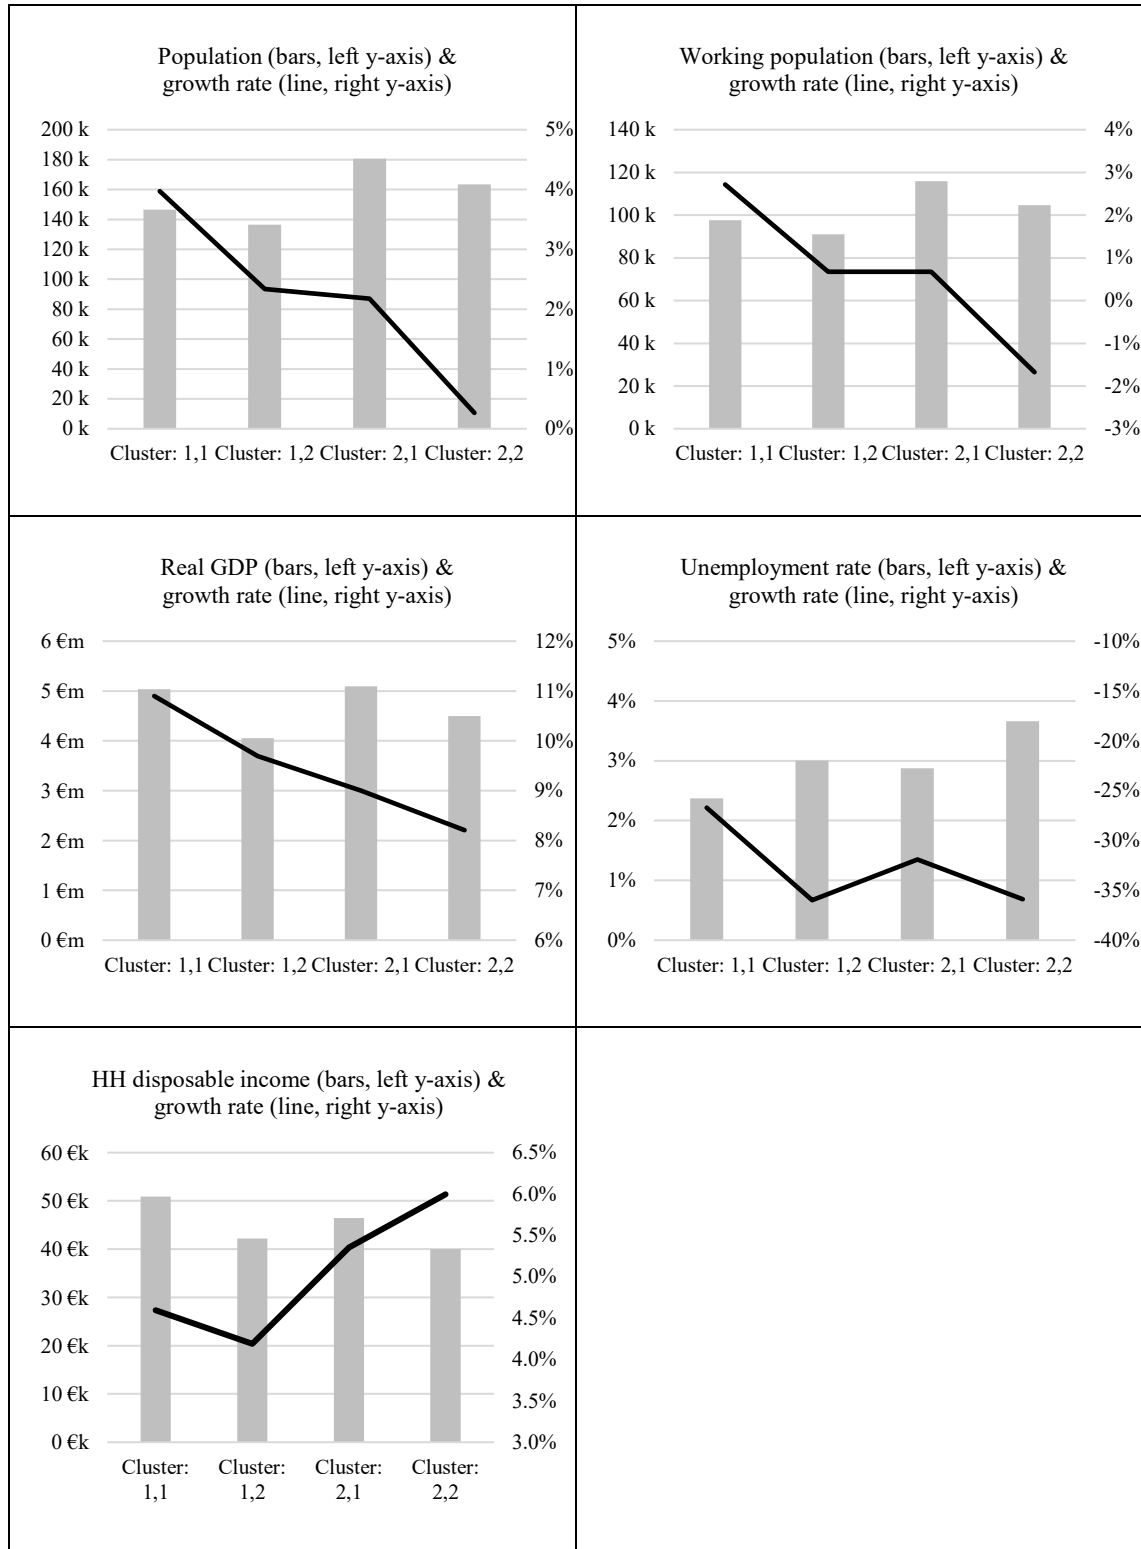 Population (bars, left y-axis) &
growth rate (line, right y-axis)
200 k
180 k
160 k
140 k
120 k
100 k
80 k
60 k
40 k
20 k
0 k
5%
4%
3%
2%
1%
0%
Cluster: 1,1 Cluster: 1,2 Cluster: 2,1 Cluster: 2,2
Working population (bars, left y-axis) &
growth rate (line, right y-axis)
140 k
120 k
100 k
80 k
60 k
40 k
20 k
0 k
4%
3%
2%
1%
0%
-1%
-2%
-3%
Cluster: 1,1 Cluster: 1,2 Cluster: 2,1 Cluster: 2,2
Real GDP (bars, left y-axis) &
growth rate (line, right y-axis)
6 €m
5 €m
4 €m
3 €m
2 €m
1 €m
0 €m
12%
11%
10%
9%
8%
7%
6%
Cluster: 1,1 Cluster: 1,2 Cluster: 2,1 Cluster: 2,2
Unemployment rate (bars, left y-axis) &
growth rate (line, right y-axis)
5%
4%
3%
2%
1%
0%
-10%
-15%
-20%
-25%
-30%
-35%
-40%
Cluster: 1,1 Cluster: 1,2 Cluster: 2,1 Cluster: 2,2
HH disposable income (bars, left y-axis) &
growth rate (line, right y-axis)
60 €k
50 €k
40 €k
30 €k
20 €k
10 €k
0 €k
6.5%
6.0%
5.5%
5.0%
4.5%
4.0%
3.5%
3.0%
Cluster: Cluster: Cluster: Cluster:
1,1 1,2 2,1 2,2